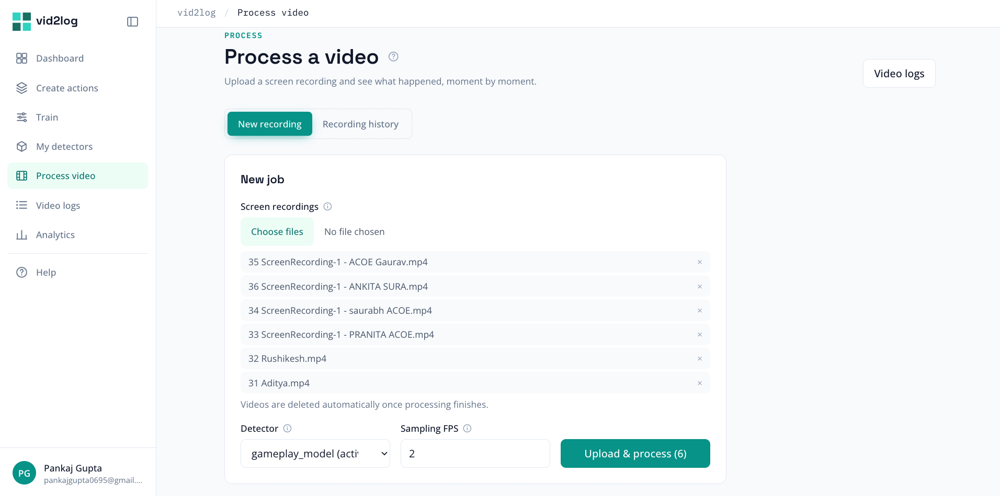 vid2log
vid2log / Process video
Dashboard
Create actions
Train
My detectors
Process video
Video logs
Analytics
Help
Pankaj Gupta
PG
pankajgupta0695@gmail....
PROCESS
Process a video
Upload a screen recording and see what happened, moment by moment.
Video logs
New recording
Recording history
New job
Screen recordings
Choose files No file chosen
35 ScreenRecording-1 - ACOE Gaurav.mp4 ×
36 ScreenRecording-1 - ANKITA SURA.mp4 ×
34 ScreenRecording-1 - saurabh ACOE.mp4 ×
33 ScreenRecording-1 - PRANITA ACOE.mp4 ×
32 Rushikesh.mp4 ×
31 Aditya.mp4 ×
Videos are deleted automatically once processing finishes.
Detector
Sampling FPS
gameplay_model (acti
2
Upload & process (6)